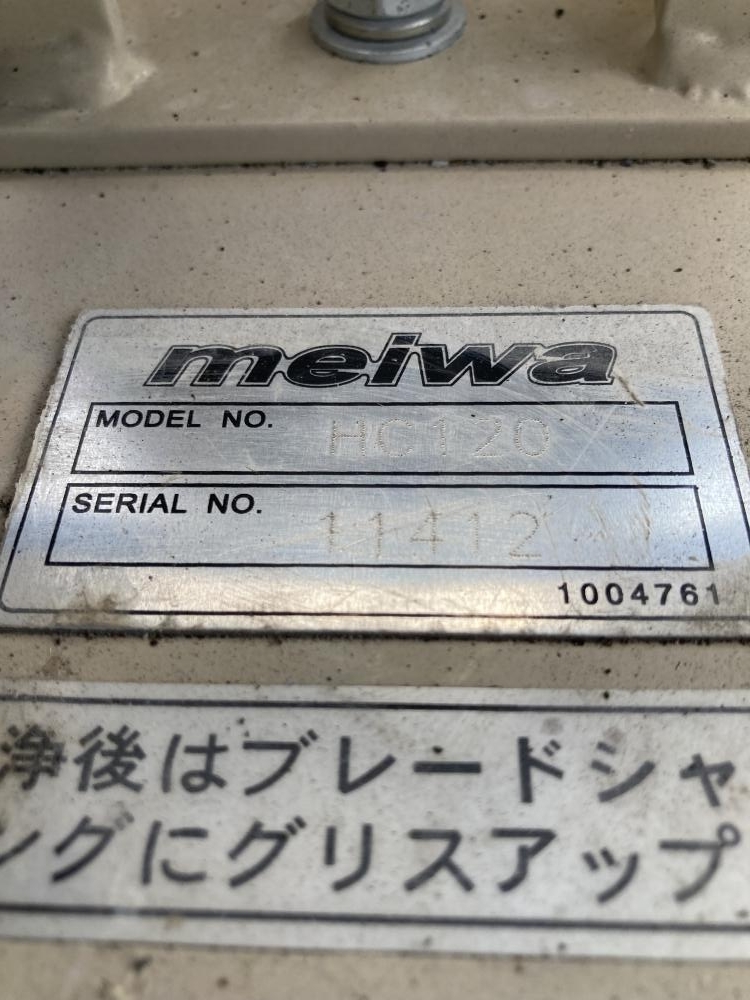 meiwa
MODEL NO. HC120
SERIAL NO. 11412
1004761
浄後はブレードシャ
ングにグリスアップ